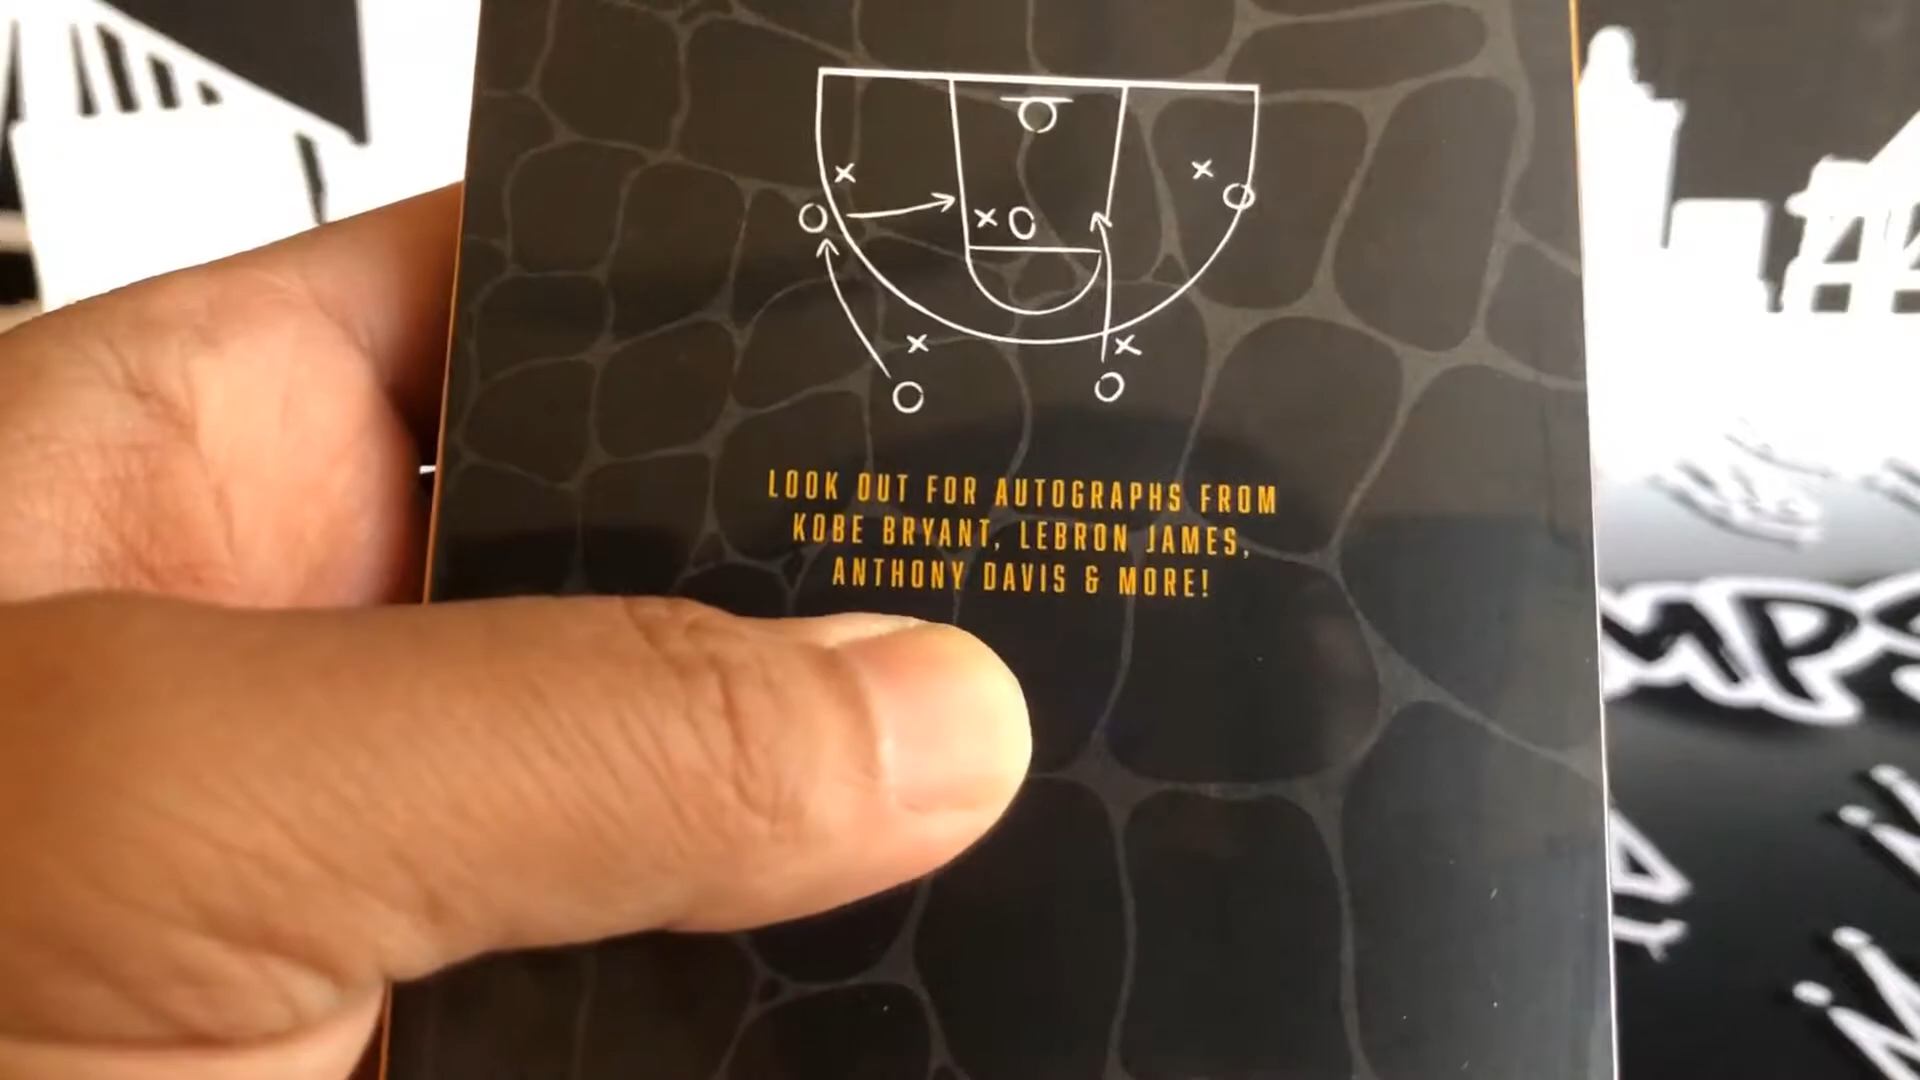 LOOK OUT FOR AUTOGRAPHS FROM
KOBE BRYANT, LEBRON JAMES,
ANTHONY DAVIS & MORE!